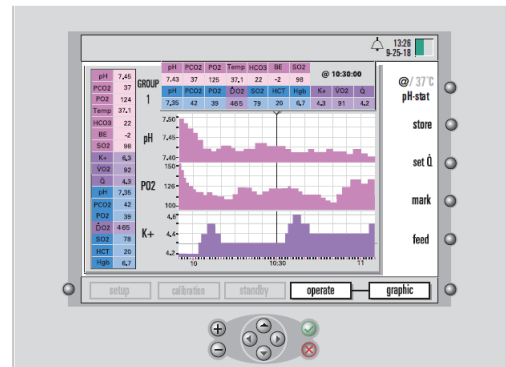 13:26
9-25-18
pH PCO2 PO2 Temp HCO3 BE SO2
7.43 37 125 37.1 22 -2 98
@ 10:30:00
pH PCO2 PO2 ḊO2 SO2 HCT Hgb K+ VO2 Q
7.35 42 39 465 79 20 6.7 4.3 91 4.2
pH 7.45
PCO2 37
PO2 124
Temp 37.1
HCO3 22
BE -2
SO2 98
K+ 4.3
V̇O2 92
Q̇ 4.3
pH 7.35
PCO2 42
PO2 39
ḊO2 465
SO2 78
HCT 20
Hgb 6.7
GROUP
1
pH
7.50-
7.45-
7.40-
PO2
150-
126-
100-
K+
4.6-
4.4-
4.2-
10 10:30 11
@/ 37°C
pH-stat
store
set Q̇
mark
feed
setup calibration standby operate graphic